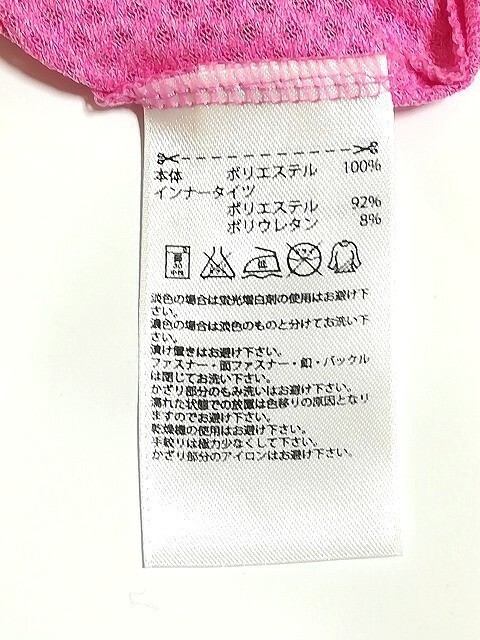 本体 ポリエステル 100%
インナータイツ
ポリエステル 92%
ポリウレタン 8%
淡色の場合は蛍光増白剤の使用はお避け下
さい。
濃色の場合は淡色のものと分けてお洗い下
さい。
漬け置きはお避け下さい。
ファスナー・面ファスナー・釦・バックル
は閉じてお洗い下さい。
かざり部分のもみ洗いはお避け下さい。
濡れた状態での放置は色移りの原因となり
ますのでお避け下さい。
乾燥機の使用はお避け下さい。
手絞りは極力少なくして下さい。
かざり部分のアイロンはお避け下さい。